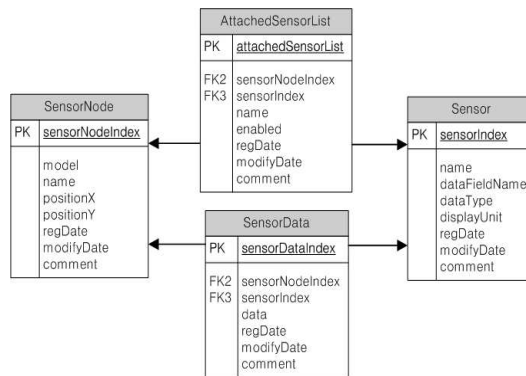 AttachedSensorList
PK attachedSensorList
FK2 sensorNodeIndex
FK3 sensorIndex
name
enabled
regDate
modifyDate
comment
SensorNode
PK sensorNodeIndex
model
name
positionX
positionY
regDate
modifyDate
comment
Sensor
PK sensorIndex
name
dataFieldName
dataType
displayUnit
regDate
modifyDate
comment
SensorData
PK sensorDataIndex
FK2 sensorNodeIndex
FK3 sensorIndex
data
regDate
modifyDate
comment